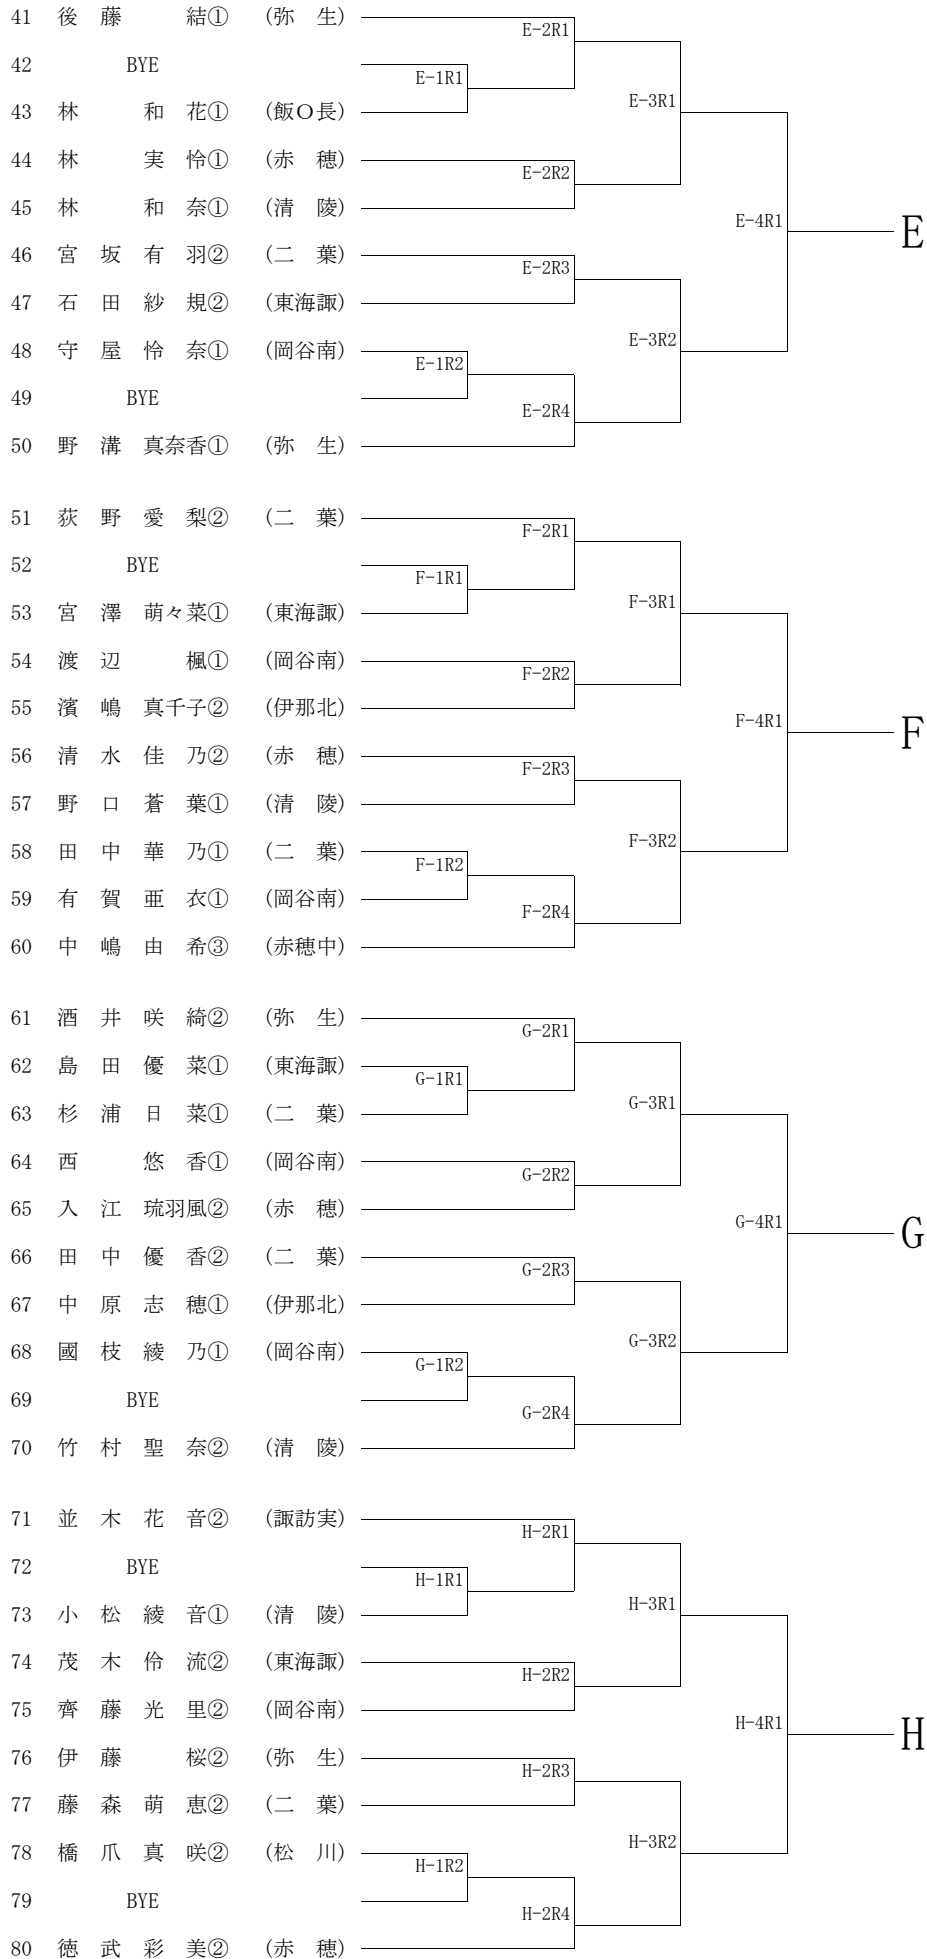 41 後 藤 結① (弥 生)
E-2R1
42 BYE
E-1R1
43 林 和 花① (飯O長)
E-3R1
44 林 実 怜① (赤 穂)
E-2R2
45 林 和 奈① (清 陵)
E-4R1
E
46 宮 坂 有 羽② (二 葉)
E-2R3
47 石 田 紗 規② (東海諏)
E-3R2
48 守 屋 怜 奈① (岡谷南)
E-1R2
49 BYE
E-2R4
50 野 溝 真奈香① (弥 生)
51 荻 野 愛 梨② (二 葉)
F-2R1
52 BYE
F-1R1
53 宮 澤 萌々菜① (東海諏)
F-3R1
54 渡 辺 楓① (岡谷南)
F-2R2
55 濱 嶋 真千子② (伊那北)
F-4R1
F
56 清 水 佳 乃② (赤 穂)
F-2R3
57 野 口 蒼 葉① (清 陵)
F-3R2
58 田 中 華 乃① (二 葉)
F-1R2
59 有 賀 亜 衣① (岡谷南)
F-2R4
60 中 嶋 由 希③ (赤穂中)
61 酒 井 咲 綺② (弥 生)
G-2R1
62 島 田 優 菜① (東海諏)
G-1R1
63 杉 浦 日 菜① (二 葉)
G-3R1
64 西 悠 香① (岡谷南)
G-2R2
65 入 江 琉羽風② (赤 穂)
G-4R1
G
66 田 中 優 香② (二 葉)
G-2R3
67 中 原 志 穂① (伊那北)
G-3R2
68 國 枝 綾 乃① (岡谷南)
G-1R2
69 BYE
G-2R4
70 竹 村 聖 奈② (清 陵)
71 並 木 花 音② (諏訪実)
H-2R1
72 BYE
H-1R1
73 小 松 綾 音① (清 陵)
H-3R1
74 茂 木 伶 流② (東海諏)
H-2R2
75 齊 藤 光 里② (岡谷南)
H-4R1
H
76 伊 藤 桜② (弥 生)
H-2R3
77 藤 森 萌 恵② (二 葉)
H-3R2
78 橋 爪 真 咲② (松 川)
H-1R2
79 BYE
H-2R4
80 徳 武 彩 美② (赤 穂)